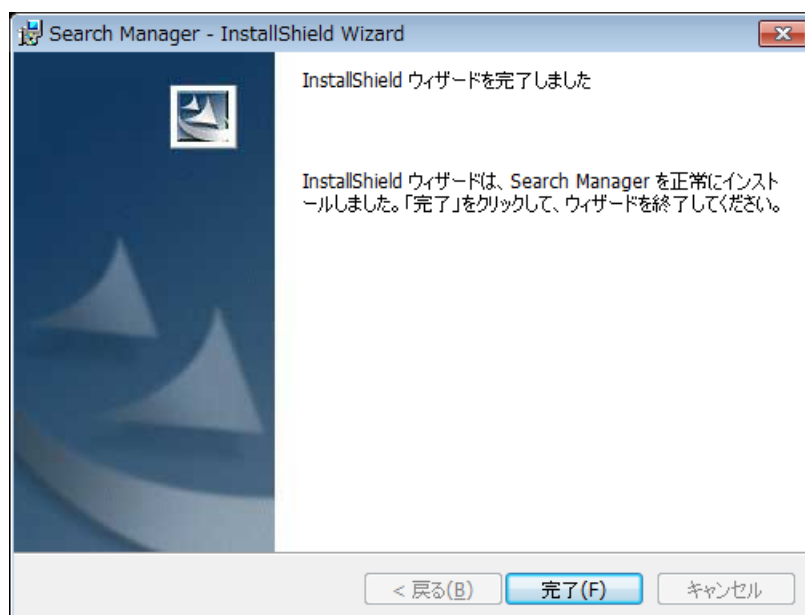 Search Manager - InstallShield Wizard
InstallShield ウィザードを完了しました
InstallShield ウィザードは、Search Manager を正常にインスト
ールしました。「完了」をクリックして、ウィザードを終了してください。
< 戻る(B)
完了(F)
キャンセル